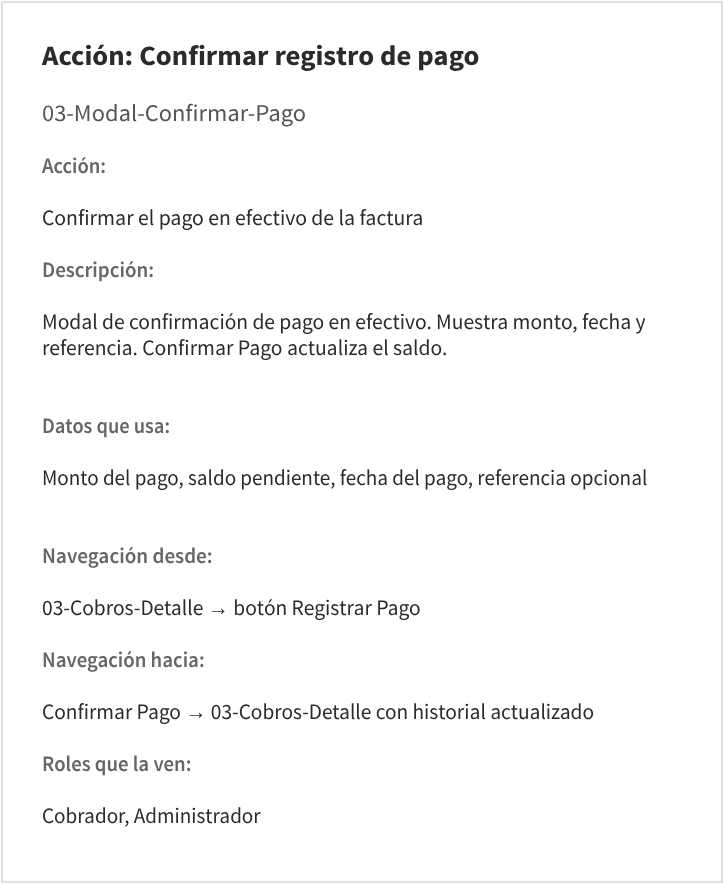 Acción: Confirmar registro de pago
03-Modal-Confirmar-Pago
Acción:
Confirmar el pago en efectivo de la factura
Descripción:
Modal de confirmación de pago en efectivo. Muestra monto, fecha y
referencia. Confirmar Pago actualiza el saldo.
Datos que usa:
Monto del pago, saldo pendiente, fecha del pago, referencia opcional
Navegación desde:
03-Cobros-Detalle → botón Registrar Pago
Navegación hacia:
Confirmar Pago → 03-Cobros-Detalle con historial actualizado
Roles que la ven:
Cobrador, Administrador